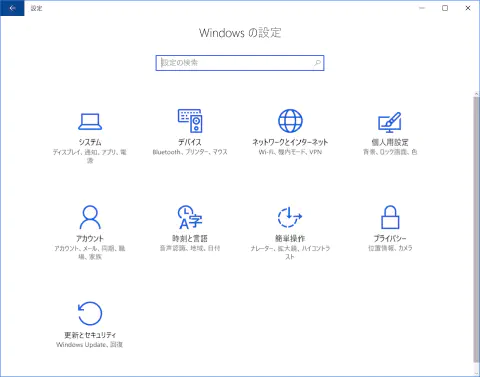 設定
Windows の設定
設定の検索
システム
ディスプレイ、通知、アプリ、電
源
デバイス
Bluetooth、プリンター、マウス
ネットワークとインターネット
Wi-Fi、機内モード、VPN
個人用設定
背景、ロック画面、色
アカウント
アカウント、メール、同期、職
場、家族
時刻と言語
音声認識、地域、日付
簡単操作
ナレーター、拡大鏡、ハイコントラ
スト
プライバシー
位置情報、カメラ
更新とセキュリティ
Windows Update、回復